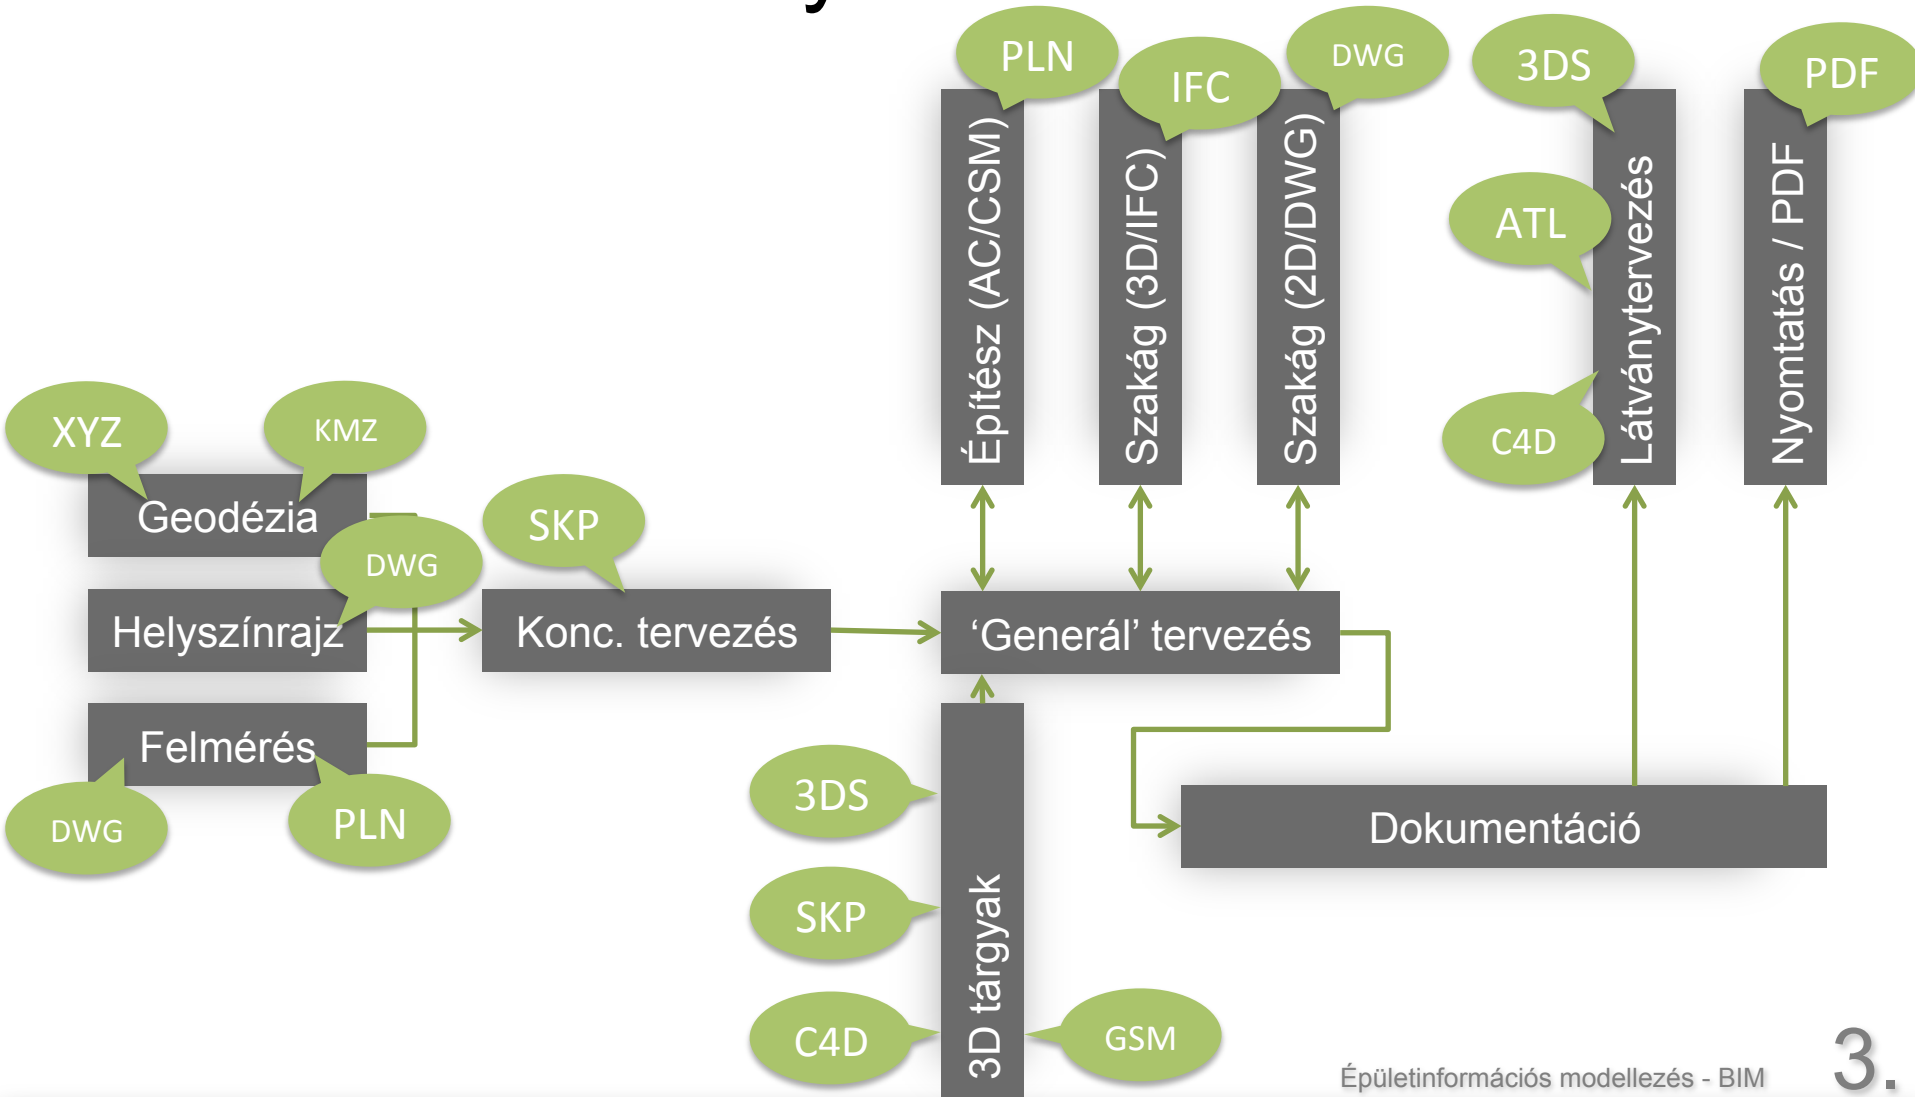 PLN
IFC
DWG
3DS
PDF
ATL
C4D
Építész (AC/CSM)
Szakág (3D/IFC)
Szakág (2D/DWG)
Látványtervezés
Nyomtatás / PDF
XYZ
KMZ
Geodézia
DWG
SKP
Helyszínrajz
Konc. tervezés
‘Generál’ tervezés
Felmérés
DWG
PLN
3DS
SKP
C4D
GSM
3D tárgyak
Dokumentáció
Épületinformációs modellezés - BIM
3.